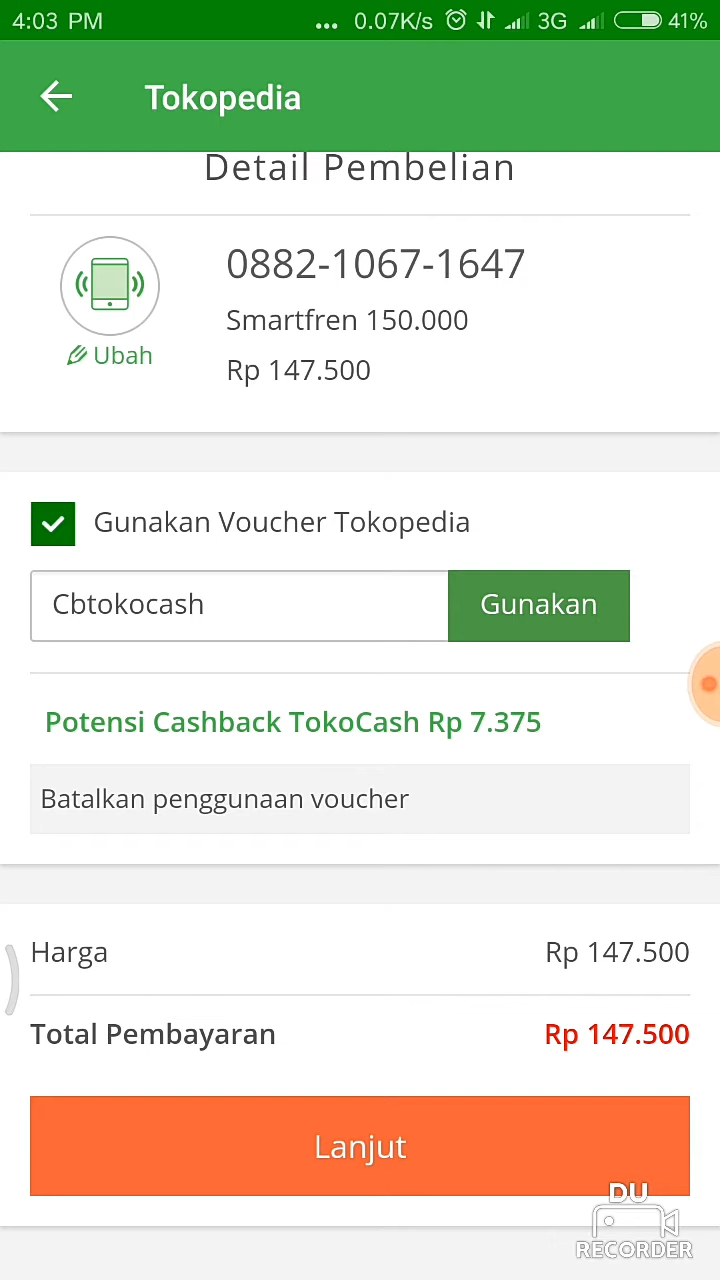 4:03 PM ... 0.07K/s 3G 41%
Tokopedia
Detail Pembelian
0882-1067-1647
Smartfren 150.000
Ubah
Rp 147.500
Gunakan Voucher Tokopedia
Cbtokocash Gunakan
Potensi Cashback TokoCash Rp 7.375
Batalkan penggunaan voucher
Harga Rp 147.500
Total Pembayaran Rp 147.500
Lanjut
DU
RECORDER